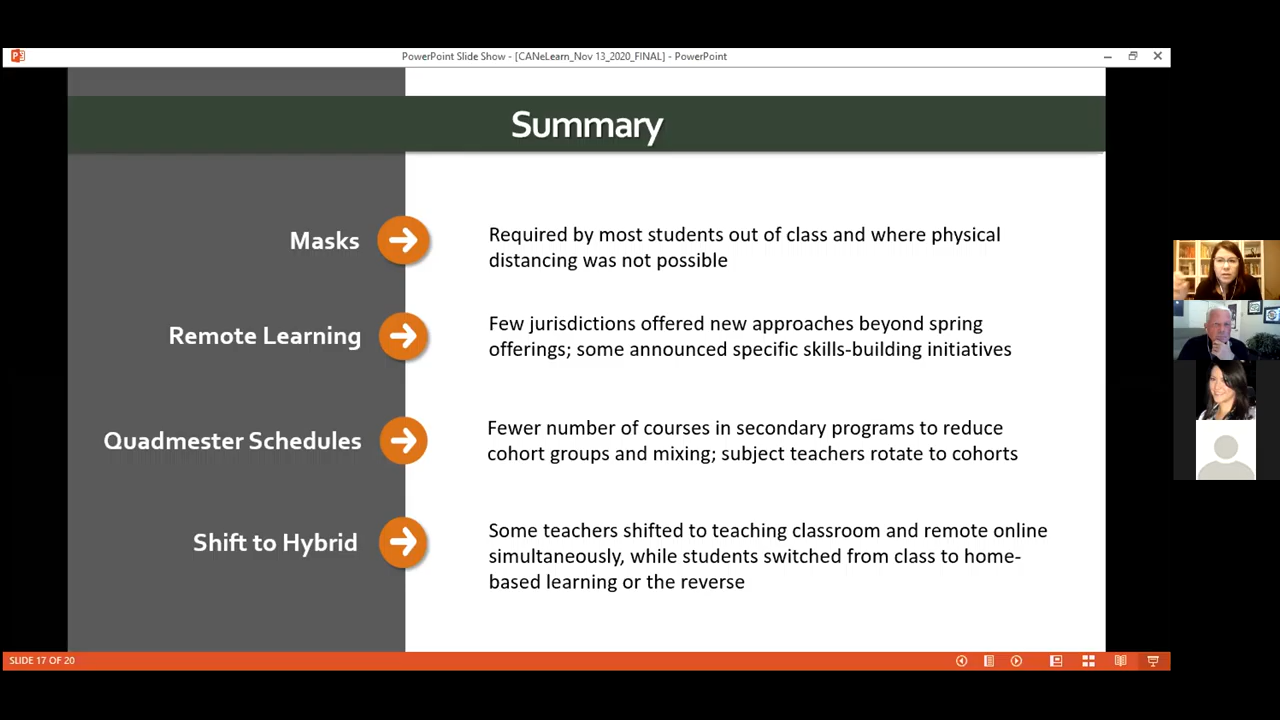 PowerPoint Slide Show - [CANeLearn_Nov 13_2020_FINAL] - PowerPoint
Summary
Masks
Required by most students out of class and where physical
distancing was not possible
Remote Learning
Few jurisdictions offered new approaches beyond spring
offerings; some announced specific skills-building initiatives
Quadmester Schedules
Fewer number of courses in secondary programs to reduce
cohort groups and mixing; subject teachers rotate to cohorts
Shift to Hybrid
Some teachers shifted to teaching classroom and remote online
simultaneously, while students switched from class to home-
based learning or the reverse
SLIDE 17 OF 20